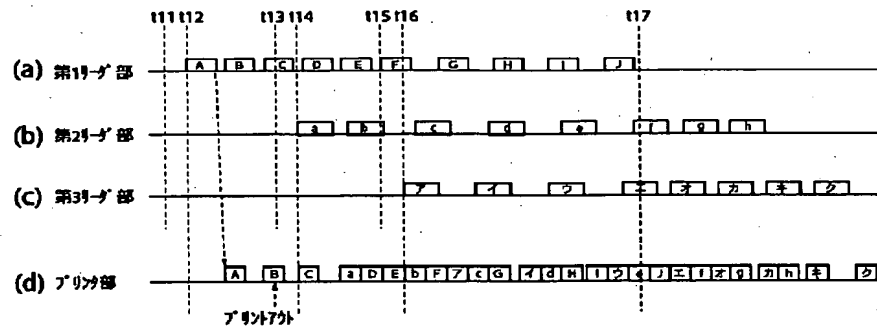 t11 t12 t13 t14 t15 t16 t17
(a) 第1リーダ部 A B C D E F G H I J
(b) 第2リーダ部 a b c d e f g h
(c) 第3リーダ部 ア イ ウ エ オ カ キ ク
(d) プリンタ部 A B C a D E b F ア c G イ d H I ウ e J エ f オ g カ h キ ク
プリントアウト